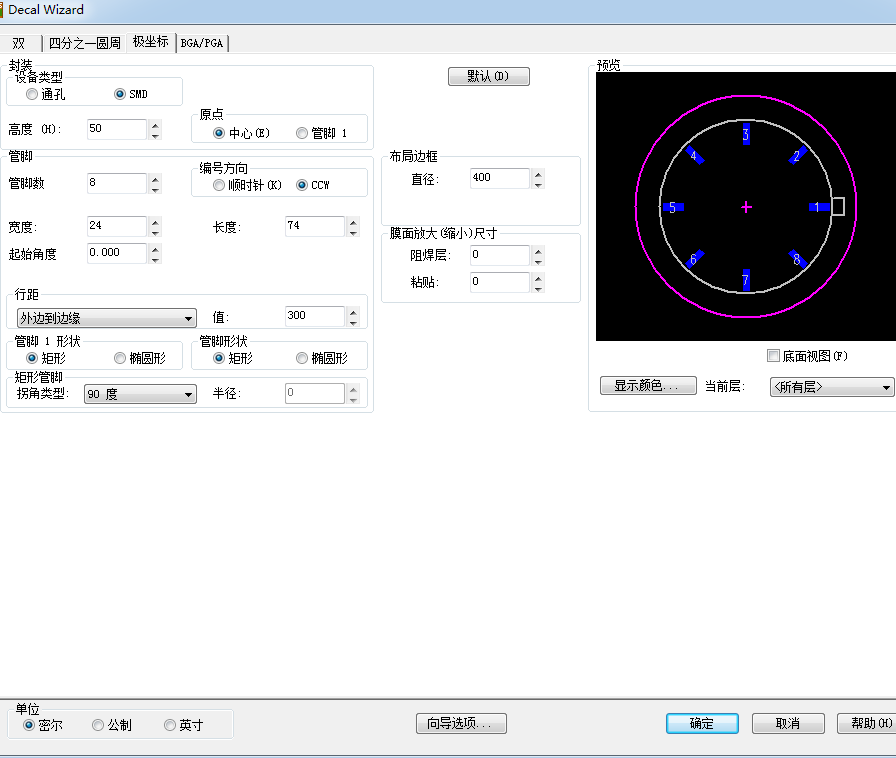 Decal Wizard
双
四分之一圆周
极坐标
BGA/PGA
封装
设备类型
通孔
SMD
高度 (H):
50
原点
中心(E)
管脚 1
管脚
管脚数
8
编号方向
顺时针(K)
CCW
宽度:
24
长度:
74
起始角度
0.000
行距
外边到边缘
值:
300
管脚 1 形状
矩形
椭圆形
管脚形状
矩形
椭圆形
矩形管脚
拐角类型:
90 度
半径:
0
默认(D)
布局边框
直径:
400
膜面放大(缩小)尺寸
阻焊层:
0
粘贴:
0
预览
3
4
2
5
1
6
8
7
底面视图(F)
显示颜色...
当前层:
<所有层>
单位
密尔
公制
英寸
向导选项...
确定
取消
帮助(H)